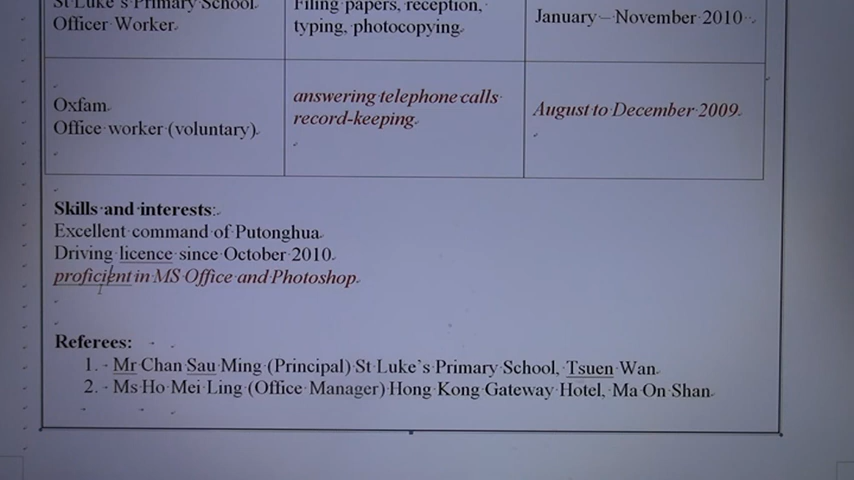 St Luke's Primary School
Officer Worker
Filing papers, reception,
typing, photocopying
January – November 2010
Oxfam
Office worker (voluntary)
answering telephone calls
record-keeping
August to December 2009
Skills and interests:
Excellent command of Putonghua
Driving licence since October 2010
proficient in MS Office and Photoshop
Referees:
1. Mr Chan Sau Ming (Principal) St Luke's Primary School, Tsuen Wan
2. Ms Ho Mei Ling (Office Manager) Hong Kong Gateway Hotel, Ma On Shan